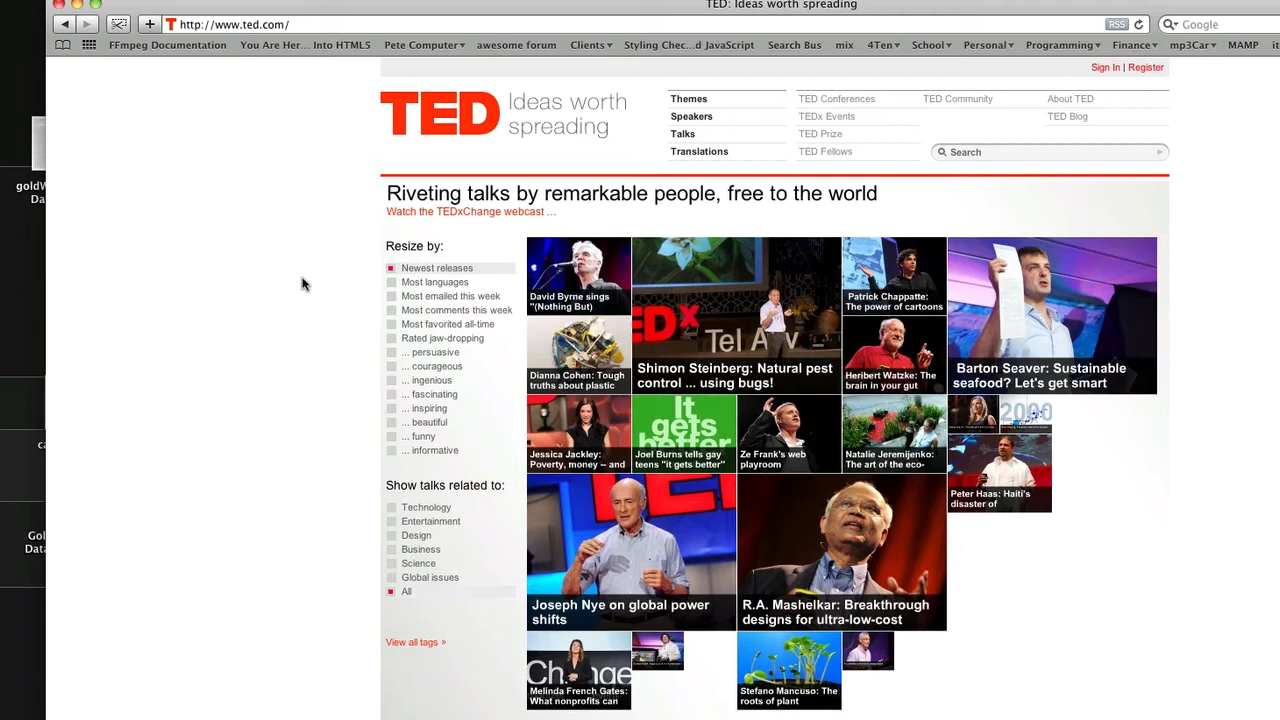 TED: Ideas worth spreading
http://www.ted.com/
RSS
Google
FFmpeg Documentation
You Are Her... Into HTML5
Pete Computer
awesome forum
Clients
Styling Chec...d JavaScript
Search Bus
mix
4Ten
School
Personal
Programming
Finance
mp3Car
MAMP
Sign In | Register
TED Ideas worth
spreading
Themes
Speakers
Talks
Translations
TED Conferences
TEDx Events
TED Prize
TED Fellows
TED Community
About TED
TED Blog
Search
Riveting talks by remarkable people, free to the world
Watch the TEDxChange webcast ...
Resize by:
Newest releases
Most languages
Most emailed this week
Most comments this week
Most favorited all-time
Rated jaw-dropping
... persuasive
... courageous
... ingenious
... fascinating
... inspiring
... beautiful
... funny
... informative
Show talks related to:
Technology
Entertainment
Design
Business
Science
Global issues
All
View all tags »
David Byrne sings
"(Nothing But)
Dianna Cohen: Tough
truths about plastic
EDx
Tel Aviv
Shimon Steinberg: Natural pest
control ... using bugs!
Patrick Chappatte:
The power of cartoons
Heribert Watzke: The
brain in your gut
Barton Seaver: Sustainable
seafood? Let's get smart
Jessica Jackley:
Poverty, money -- and
It
gets
better
Joel Burns tells gay
teens "it gets better"
Ze Frank's web
playroom
Natalie Jeremijenko:
The art of the eco-
2000
Peter Haas: Haiti's
disaster of
Joseph Nye on global power
shifts
R.A. Mashelkar: Breakthrough
designs for ultra-low-cost
Change
Melinda French Gates:
What nonprofits can
Stefano Mancuso: The
roots of plant